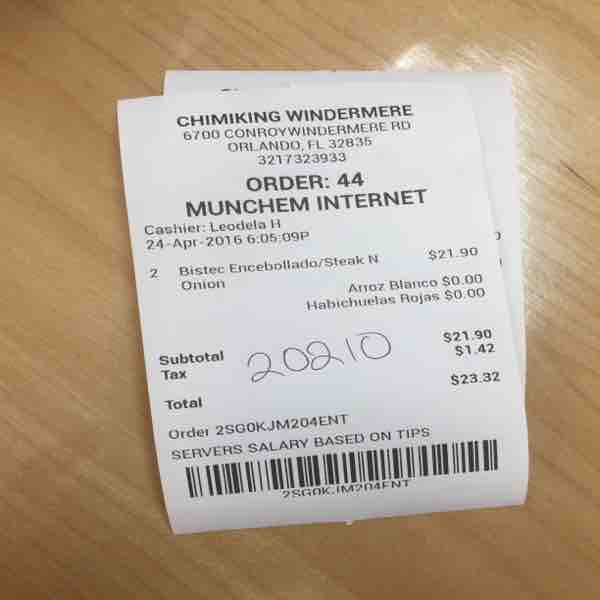 CHIMIKING WINDERMERE
6700 CONROYWINDERMERE RD
ORLANDO, FL 32835
3217323933
ORDER: 44
MUNCHEM INTERNET
Cashier: Leodela H
24-Apr-2016 6:05:09P
2 Bistec Encebollado/Steak N $21.90
Onion
Arroz Blanco $0.00
Habichuelas Rojas $0.00
Subtotal $21.90
Tax $1.42
20210
Total $23.32
Order 2SG0KJM204ENT
SERVERS SALARY BASED ON TIPS
2SG0KJM204ENT